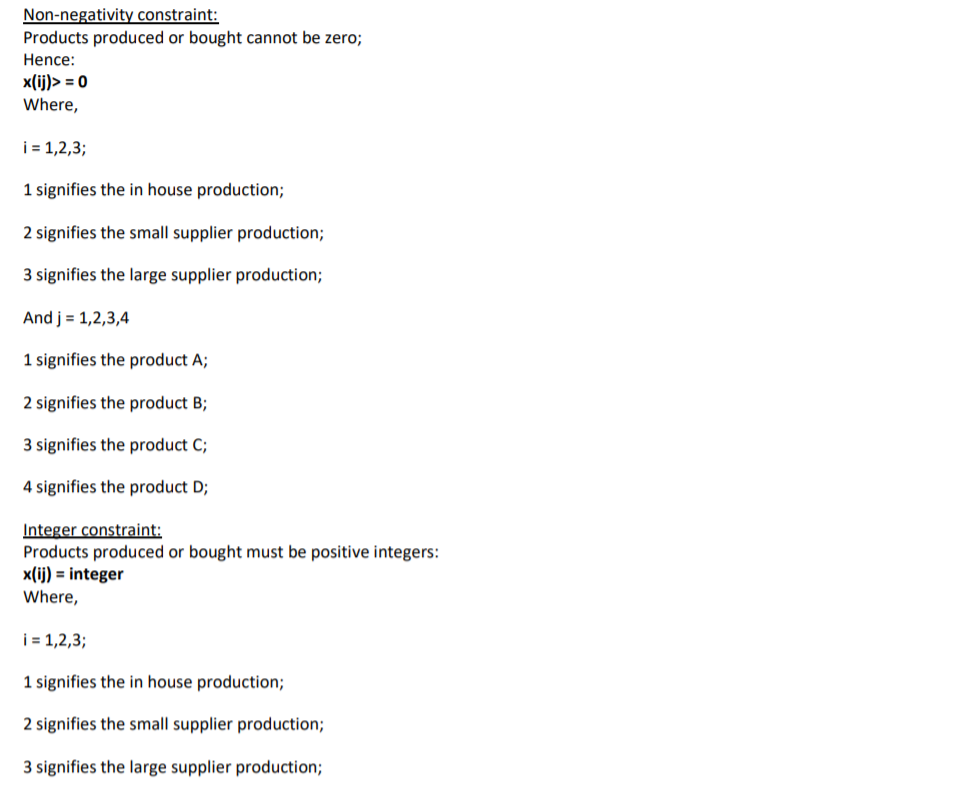 Non-negativity constraint:
Products produced or bought cannot be zero;
Hence:
x(ij)> = 0
Where,
i = 1,2,3;
1 signifies the in house production;
2 signifies the small supplier production;
3 signifies the large supplier production;
And j = 1,2,3,4
1 signifies the product A;
2 signifies the product B;
3 signifies the product C;
4 signifies the product D;
Integer constraint:
Products produced or bought must be positive integers:
x(ij) = integer
Where,
i = 1,2,3;
1 signifies the in house production;
2 signifies the small supplier production;
3 signifies the large supplier production;